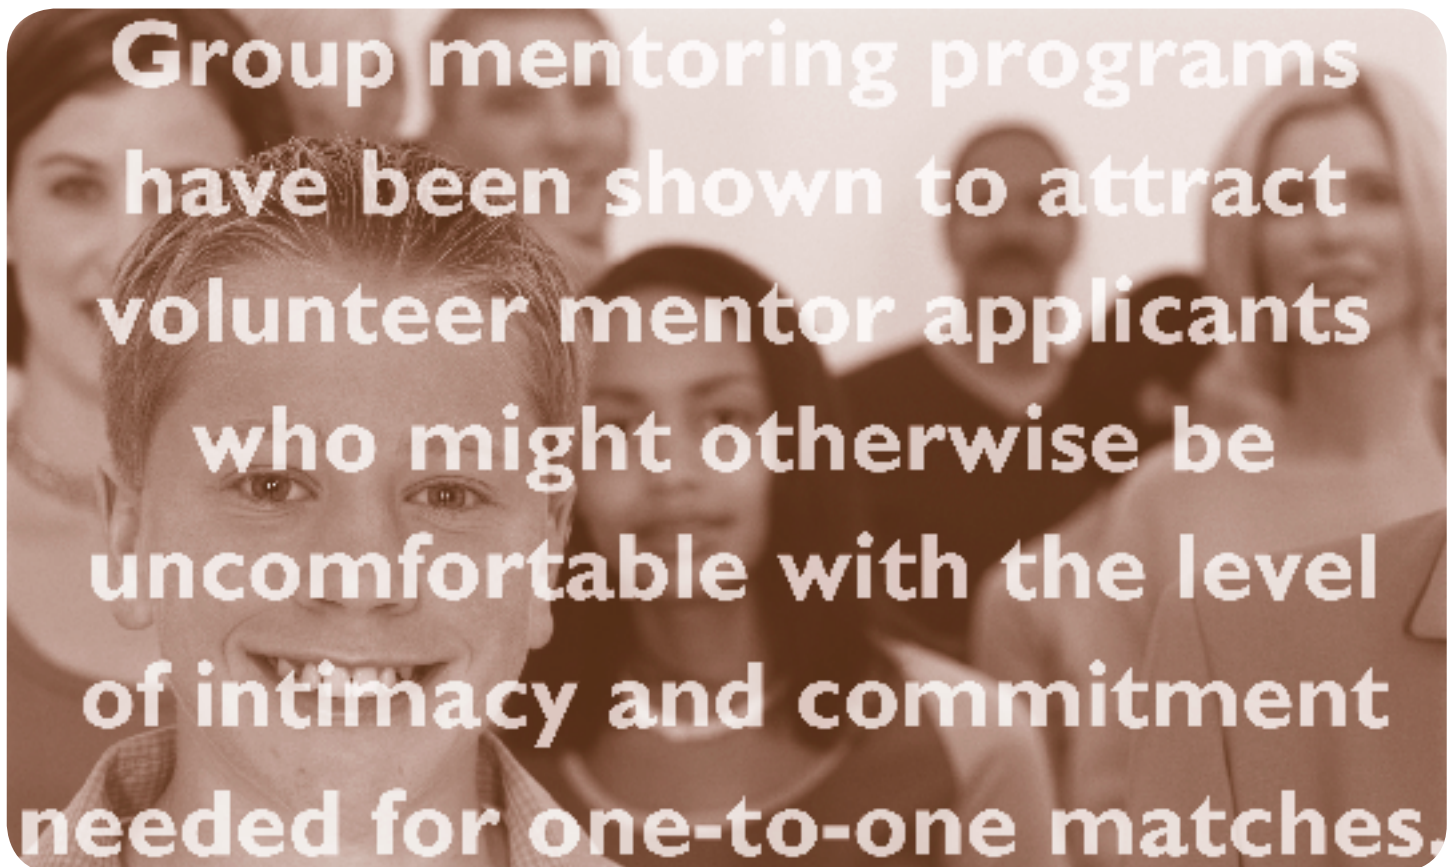 Group mentoring programs
have been shown to attract
volunteer mentor applicants
who might otherwise be
uncomfortable with the level
of intimacy and commitment
needed for one-to-one matches.